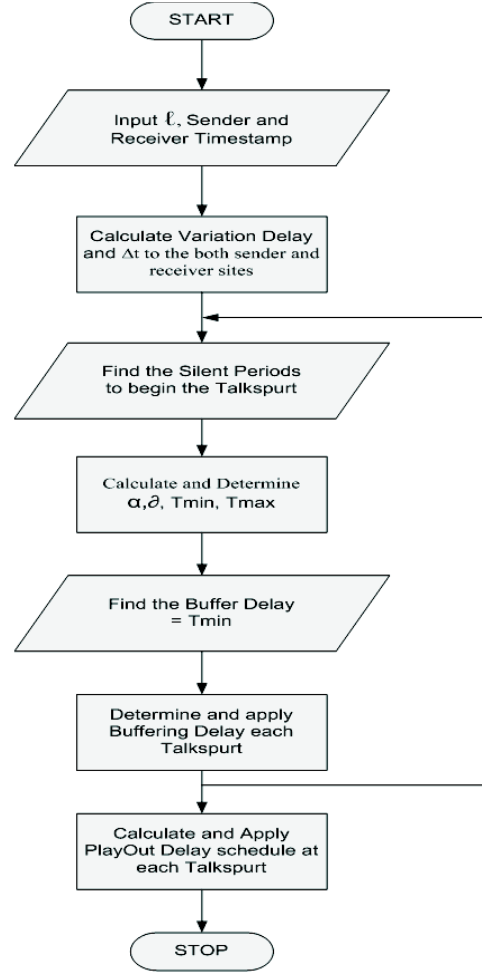 START
Input ℓ, Sender and
Receiver Timestamp
Calculate Variation Delay
and Δt to the both sender and
receiver sites
Find the Silent Periods
to begin the Talkspurt
Calculate and Determine
α,∂, Tmin, Tmax
Find the Buffer Delay
= Tmin
Determine and apply
Buffering Delay each
Talkspurt
Calculate and Apply
PlayOut Delay schedule at
each Talkspurt
STOP